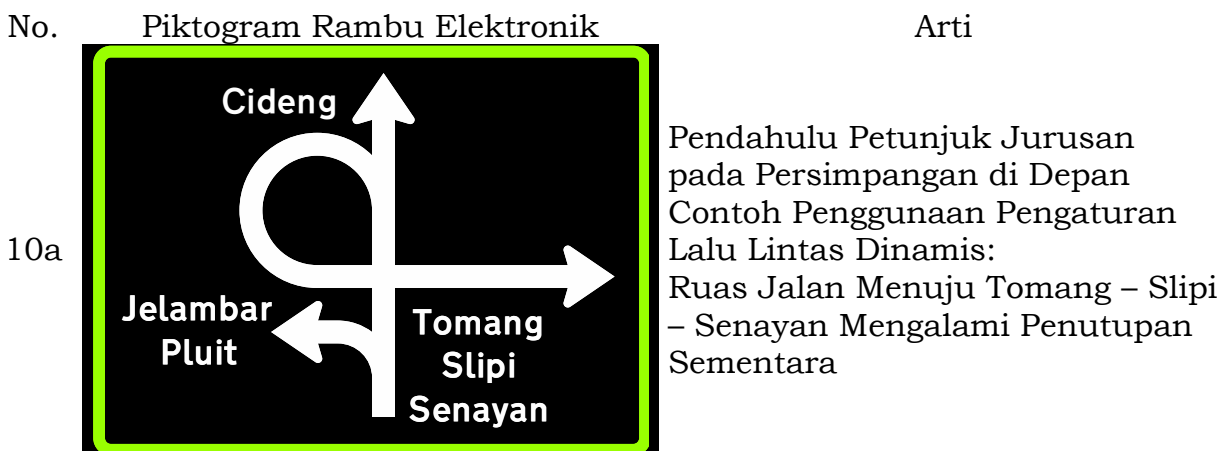 No. Piktogram Rambu Elektronik Arti
10a
Cideng
Jelambar
Pluit
Tomang
Slipi
Senayan
Pendahulu Petunjuk Jurusan
pada Persimpangan di Depan
Contoh Penggunaan Pengaturan
Lalu Lintas Dinamis:
Ruas Jalan Menuju Tomang – Slipi
– Senayan Mengalami Penutupan
Sementara